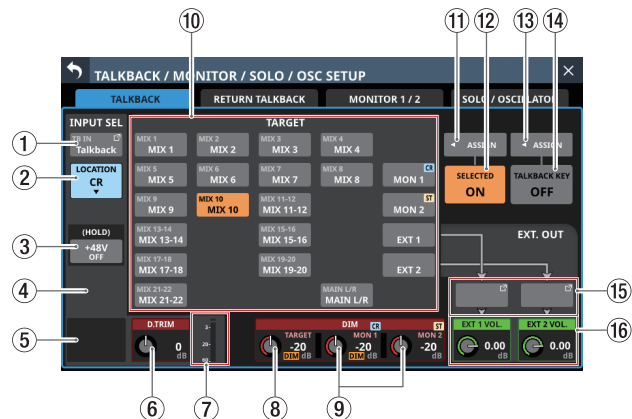 10 11 12 13 14
TALKBACK / MONITOR / SOLO / OSC SETUP
TALKBACK RETURN TALKBACK MONITOR 1 / 2 SOLO / OSCILLATOR
INPUT SEL TARGET
1 TB IN Talkback
MIX 1 MIX 2 MIX 3 MIX 4
MIX 1 MIX 2 MIX 3 MIX 4
ASSIGN ASSIGN
2 LOCATION CR
MIX 5 MIX 6 MIX 7 MIX 8 CR
MIX 5 MIX 6 MIX 7 MIX 8 MON 1
SELECTED ON TALKBACK KEY OFF
MIX 9 MIX 10 MIX 11-12 ST
MIX 9 MIX 10 MIX 11-12 MON 2
MIX 13-14 MIX 15-16
MIX 13-14 MIX 15-16 EXT 1
(HOLD)
3 +48V OFF
EXT. OUT
MIX 17-18 MIX 19-20
MIX 17-18 MIX 19-20 EXT 2
4
MIX 21-22 MAIN L/R
MIX 21-22 MAIN L/R
15
5
D.TRIM 0 dB
3
20
60
DIM
TARGET -20 DIM dB
CR MON 1 -20 DIM dB
ST MON 2 -20 dB
EXT 1 VOL. 0.00 dB
EXT 2 VOL. 0.00 dB
16
6 7 8 9